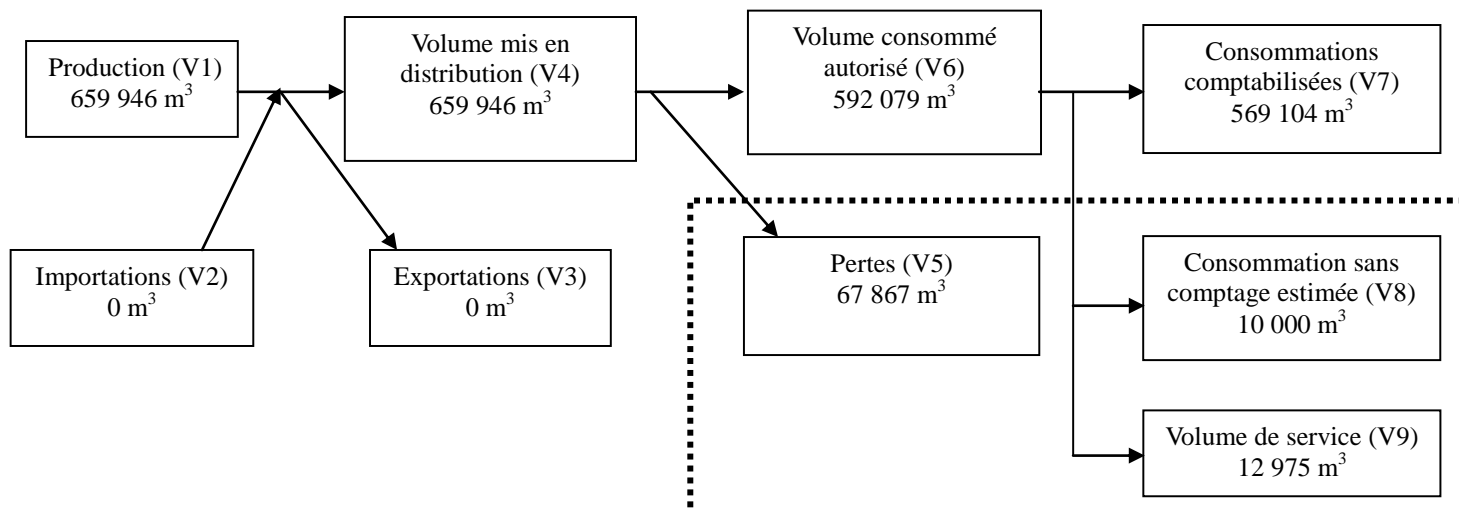 Production (V1)
659 946 m³
Volume mis en
distribution (V4)
659 946 m³
Volume consommé
autorisé (V6)
592 079 m³
Consommations
comptabilisées (V7)
569 104 m³
Importations (V2)
0 m³
Exportations (V3)
0 m³
Pertes (V5)
67 867 m³
Consommation sans
comptage estimée (V8)
10 000 m³
Volume de service (V9)
12 975 m³